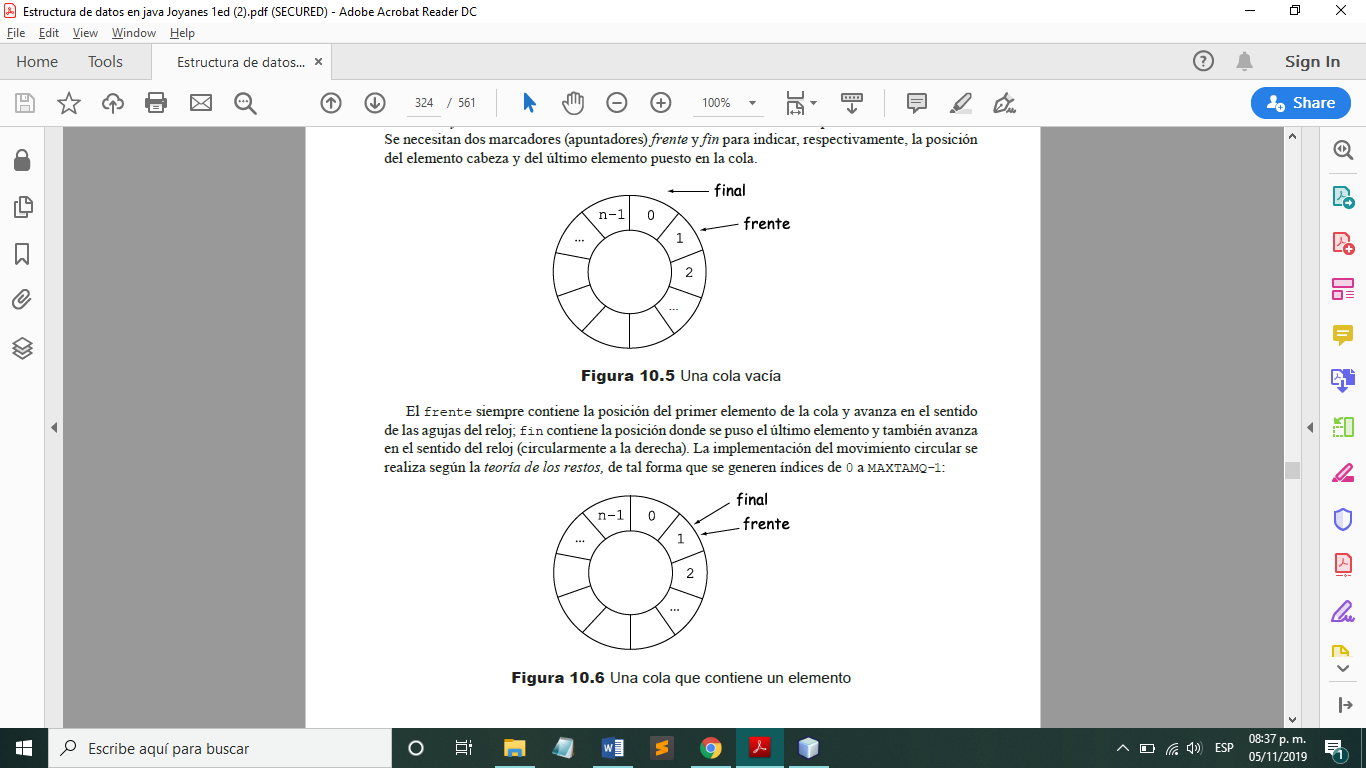 Estructura de datos en java Joyanes 1ed (2).pdf (SECURED) - Adobe Acrobat Reader DC
File Edit View Window Help
Home Tools Estructura de datos... × Sign In
324 / 561 100% Share
Se necesitan dos marcadores (apuntadores) frente y fin para indicar, respectivamente, la posición
del elemento cabeza y del último elemento puesto en la cola.
final
n-1 0 frente
... 1
2
...
Figura 10.5 Una cola vacía
El frente siempre contiene la posición del primer elemento de la cola y avanza en el sentido
de las agujas del reloj; fin contiene la posición donde se puso el último elemento y también avanza
en el sentido del reloj (circularmente a la derecha). La implementación del movimiento circular se
realiza según la teoría de los restos, de tal forma que se generen índices de 0 a MAXTAMQ-1:
final
n-1 0 frente
... 1
2
...
Figura 10.6 Una cola que contiene un elemento
Escribe aquí para buscar
ESP 08:37 p. m.
05/11/2019 1